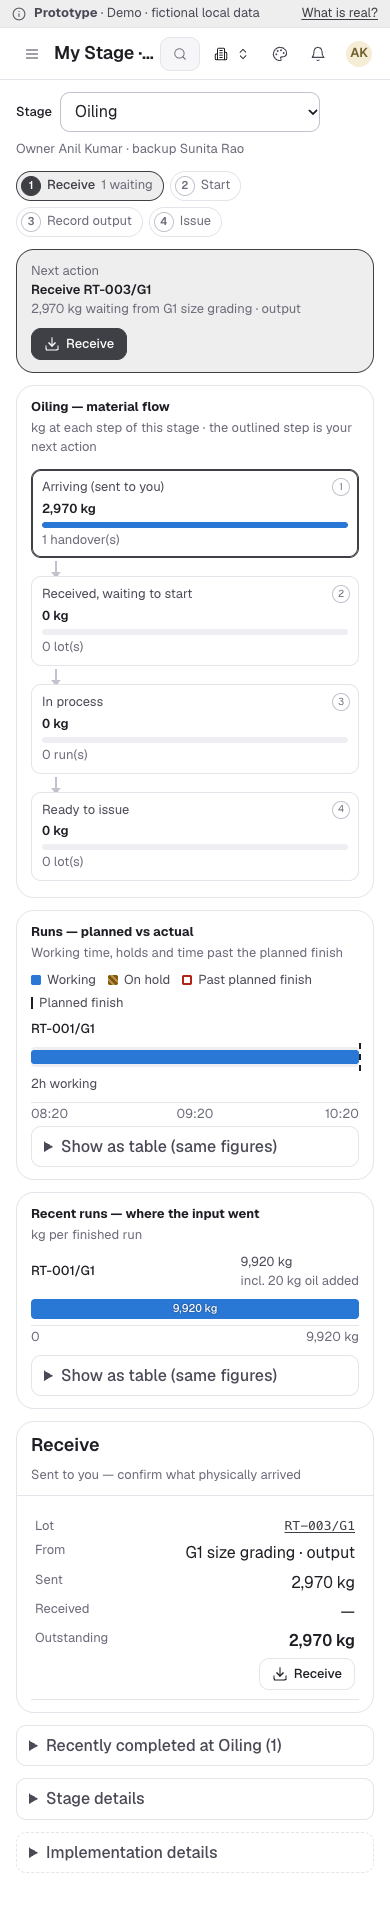 Prototype · Demo · fictional local data What is real?
My Stage ·… AK
Stage Oiling
Owner Anil Kumar · backup Sunita Rao
1 Receive 1 waiting 2 Start
3 Record output 4 Issue
Next action
Receive RT-003/G1
2,970 kg waiting from G1 size grading · output
Receive
Oiling — material flow
kg at each step of this stage · the outlined step is your
next action
Arriving (sent to you) 1
2,970 kg
1 handover(s)
Received, waiting to start 2
0 kg
0 lot(s)
In process 3
0 kg
0 run(s)
Ready to issue 4
0 kg
0 lot(s)
Runs — planned vs actual
Working time, holds and time past the planned finish
Working On hold Past planned finish
Planned finish
RT-001/G1
2h working
08:20 09:20 10:20
Show as table (same figures)
Recent runs — where the input went
kg per finished run
RT-001/G1 9,920 kg
incl. 20 kg oil added
9,920 kg
0 9,920 kg
Show as table (same figures)
Receive
Sent to you — confirm what physically arrived
Lot RT-003/G1
From G1 size grading · output
Sent 2,970 kg
Received —
Outstanding 2,970 kg
Receive
Recently completed at Oiling (1)
Stage details
Implementation details